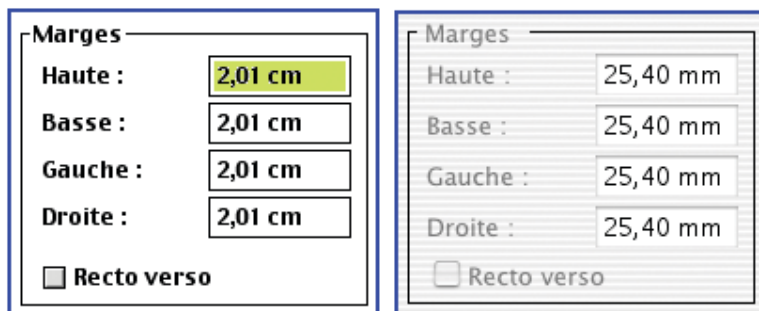 Marges
Haute : 2,01 cm
Basse : 2,01 cm
Gauche : 2,01 cm
Droite : 2,01 cm
Recto verso
Marges
Haute : 25,40 mm
Basse : 25,40 mm
Gauche : 25,40 mm
Droite : 25,40 mm
Recto verso